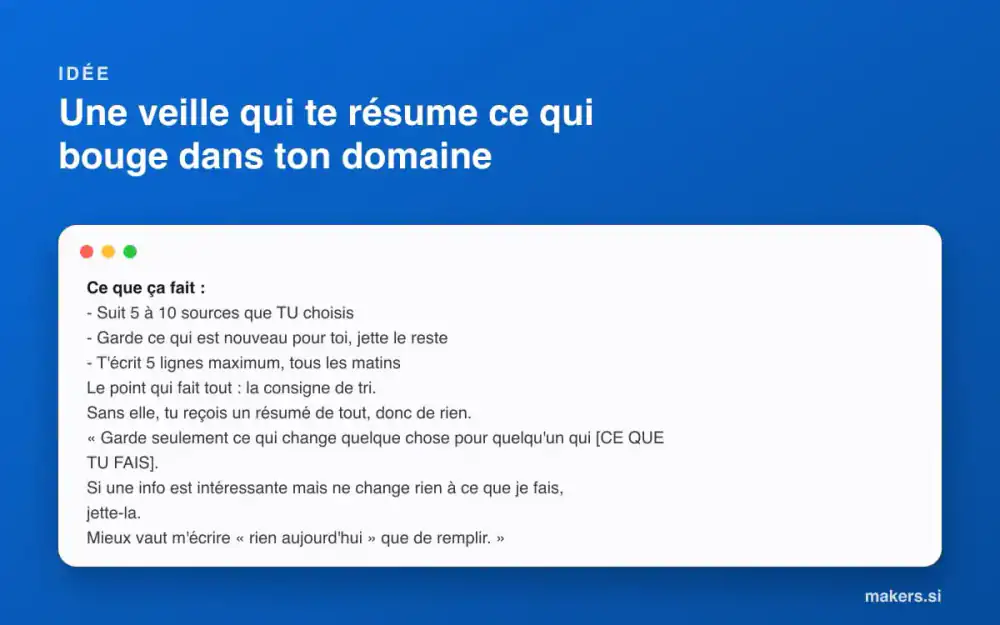 IDÉE
Une veille qui te résume ce qui
bouge dans ton domaine
Ce que ça fait :
- Suit 5 à 10 sources que TU choisis
- Garde ce qui est nouveau pour toi, jette le reste
- T'écrit 5 lignes maximum, tous les matins
Le point qui fait tout : la consigne de tri.
Sans elle, tu reçois un résumé de tout, donc de rien.
« Garde seulement ce qui change quelque chose pour quelqu'un qui [CE QUE
TU FAIS].
Si une info est intéressante mais ne change rien à ce que je fais,
jette-la.
Mieux vaut m'écrire « rien aujourd'hui » que de remplir. »
makers.si